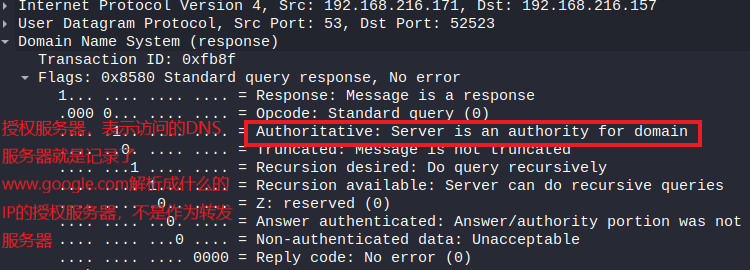 Internet Protocol Version 4, Src: 192.168.216.171, Dst: 192.168.216.157
User Datagram Protocol, Src Port: 53, Dst Port: 52523
Domain Name System (response)
Transaction ID: 0xfb8f
Flags: 0x8580 Standard query response, No error
1... .... .... .... = Response: Message is a response
.000 0... .... .... = Opcode: Standard query (0)
.... .1.. .... .... = Authoritative: Server is an authority for domain
.... ..0. .... .... = Truncated: Message is not truncated
.... ...1 .... .... = Recursion desired: Do query recursively
.... .... 1... .... = Recursion available: Server can do recursive queries
.... .... .0.. .... = Z: reserved (0)
.... .... ..0. .... = Answer authenticated: Answer/authority portion was not
.... .... ...0 .... = Non-authenticated data: Unacceptable
.... .... .... 0000 = Reply code: No error (0)
授权服务器，表示访问的DNS
服务器就是记录了
www.google.com解析成什么的
IP的授权服务器，不是作为转发
服务器